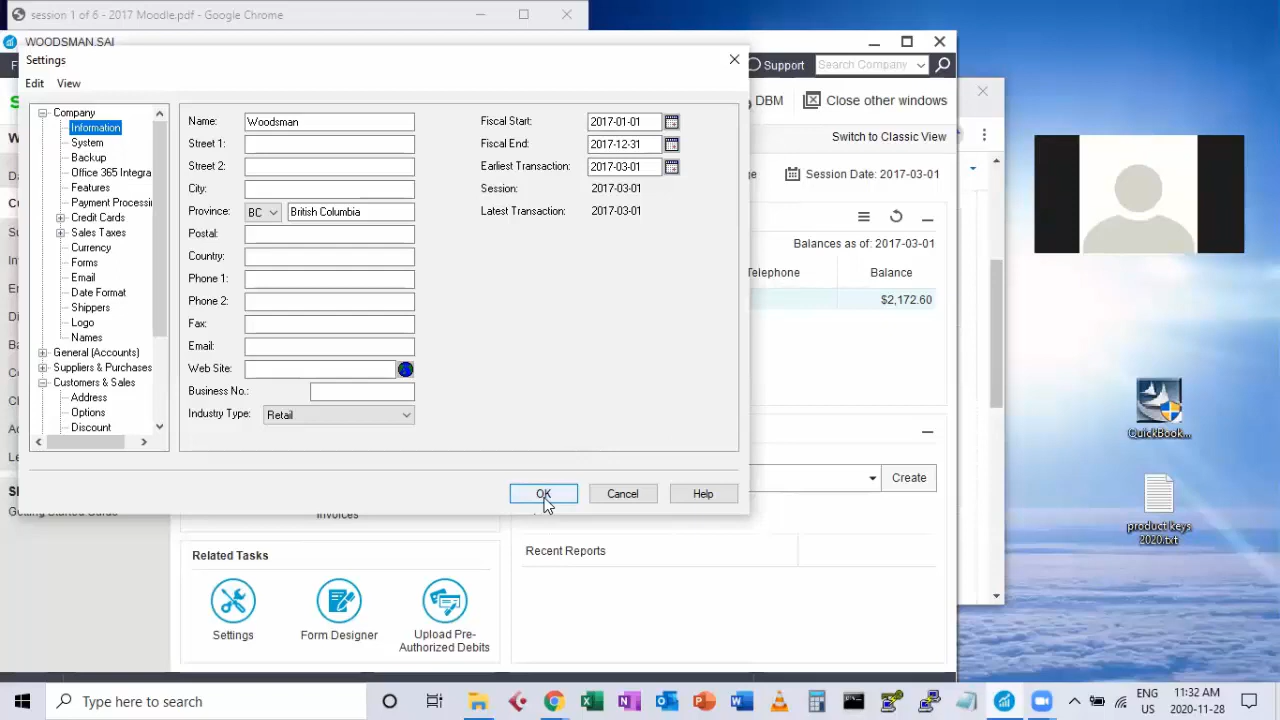 session 1 of 6 - 2017 Moodle.pdf - Google Chrome
WOODSMAN.SAI
Settings
Support
Search Company
Edit View
DBM
Close other windows
Switch to Classic View
Session Date: 2017-03-01
Balances as of: 2017-03-01
Telephone
Balance
$2,172.60
Company
Information
System
Backup
Office 365 Integra
Features
Payment Processi
Credit Cards
Sales Taxes
Currency
Forms
Email
Date Format
Shippers
Logo
Names
General (Accounts)
Suppliers & Purchases
Customers & Sales
Address
Options
Discount
Name: Woodsman
Street 1:
Street 2:
City:
Province: BC British Columbia
Postal:
Country:
Phone 1:
Phone 2:
Fax:
Email:
Web Site:
Business No.:
Industry Type: Retail
Fiscal Start: 2017-01-01
Fiscal End: 2017-12-31
Earliest Transaction: 2017-03-01
Session: 2017-03-01
Latest Transaction: 2017-03-01
OK
Cancel
Help
Create
Invoices
Recent Reports
Related Tasks
Settings
Form Designer
Upload Pre-
Authorized Debits
QuickBook...
product keys
2020.txt
Type here to search
ENG
US
11:32 AM
2020-11-28